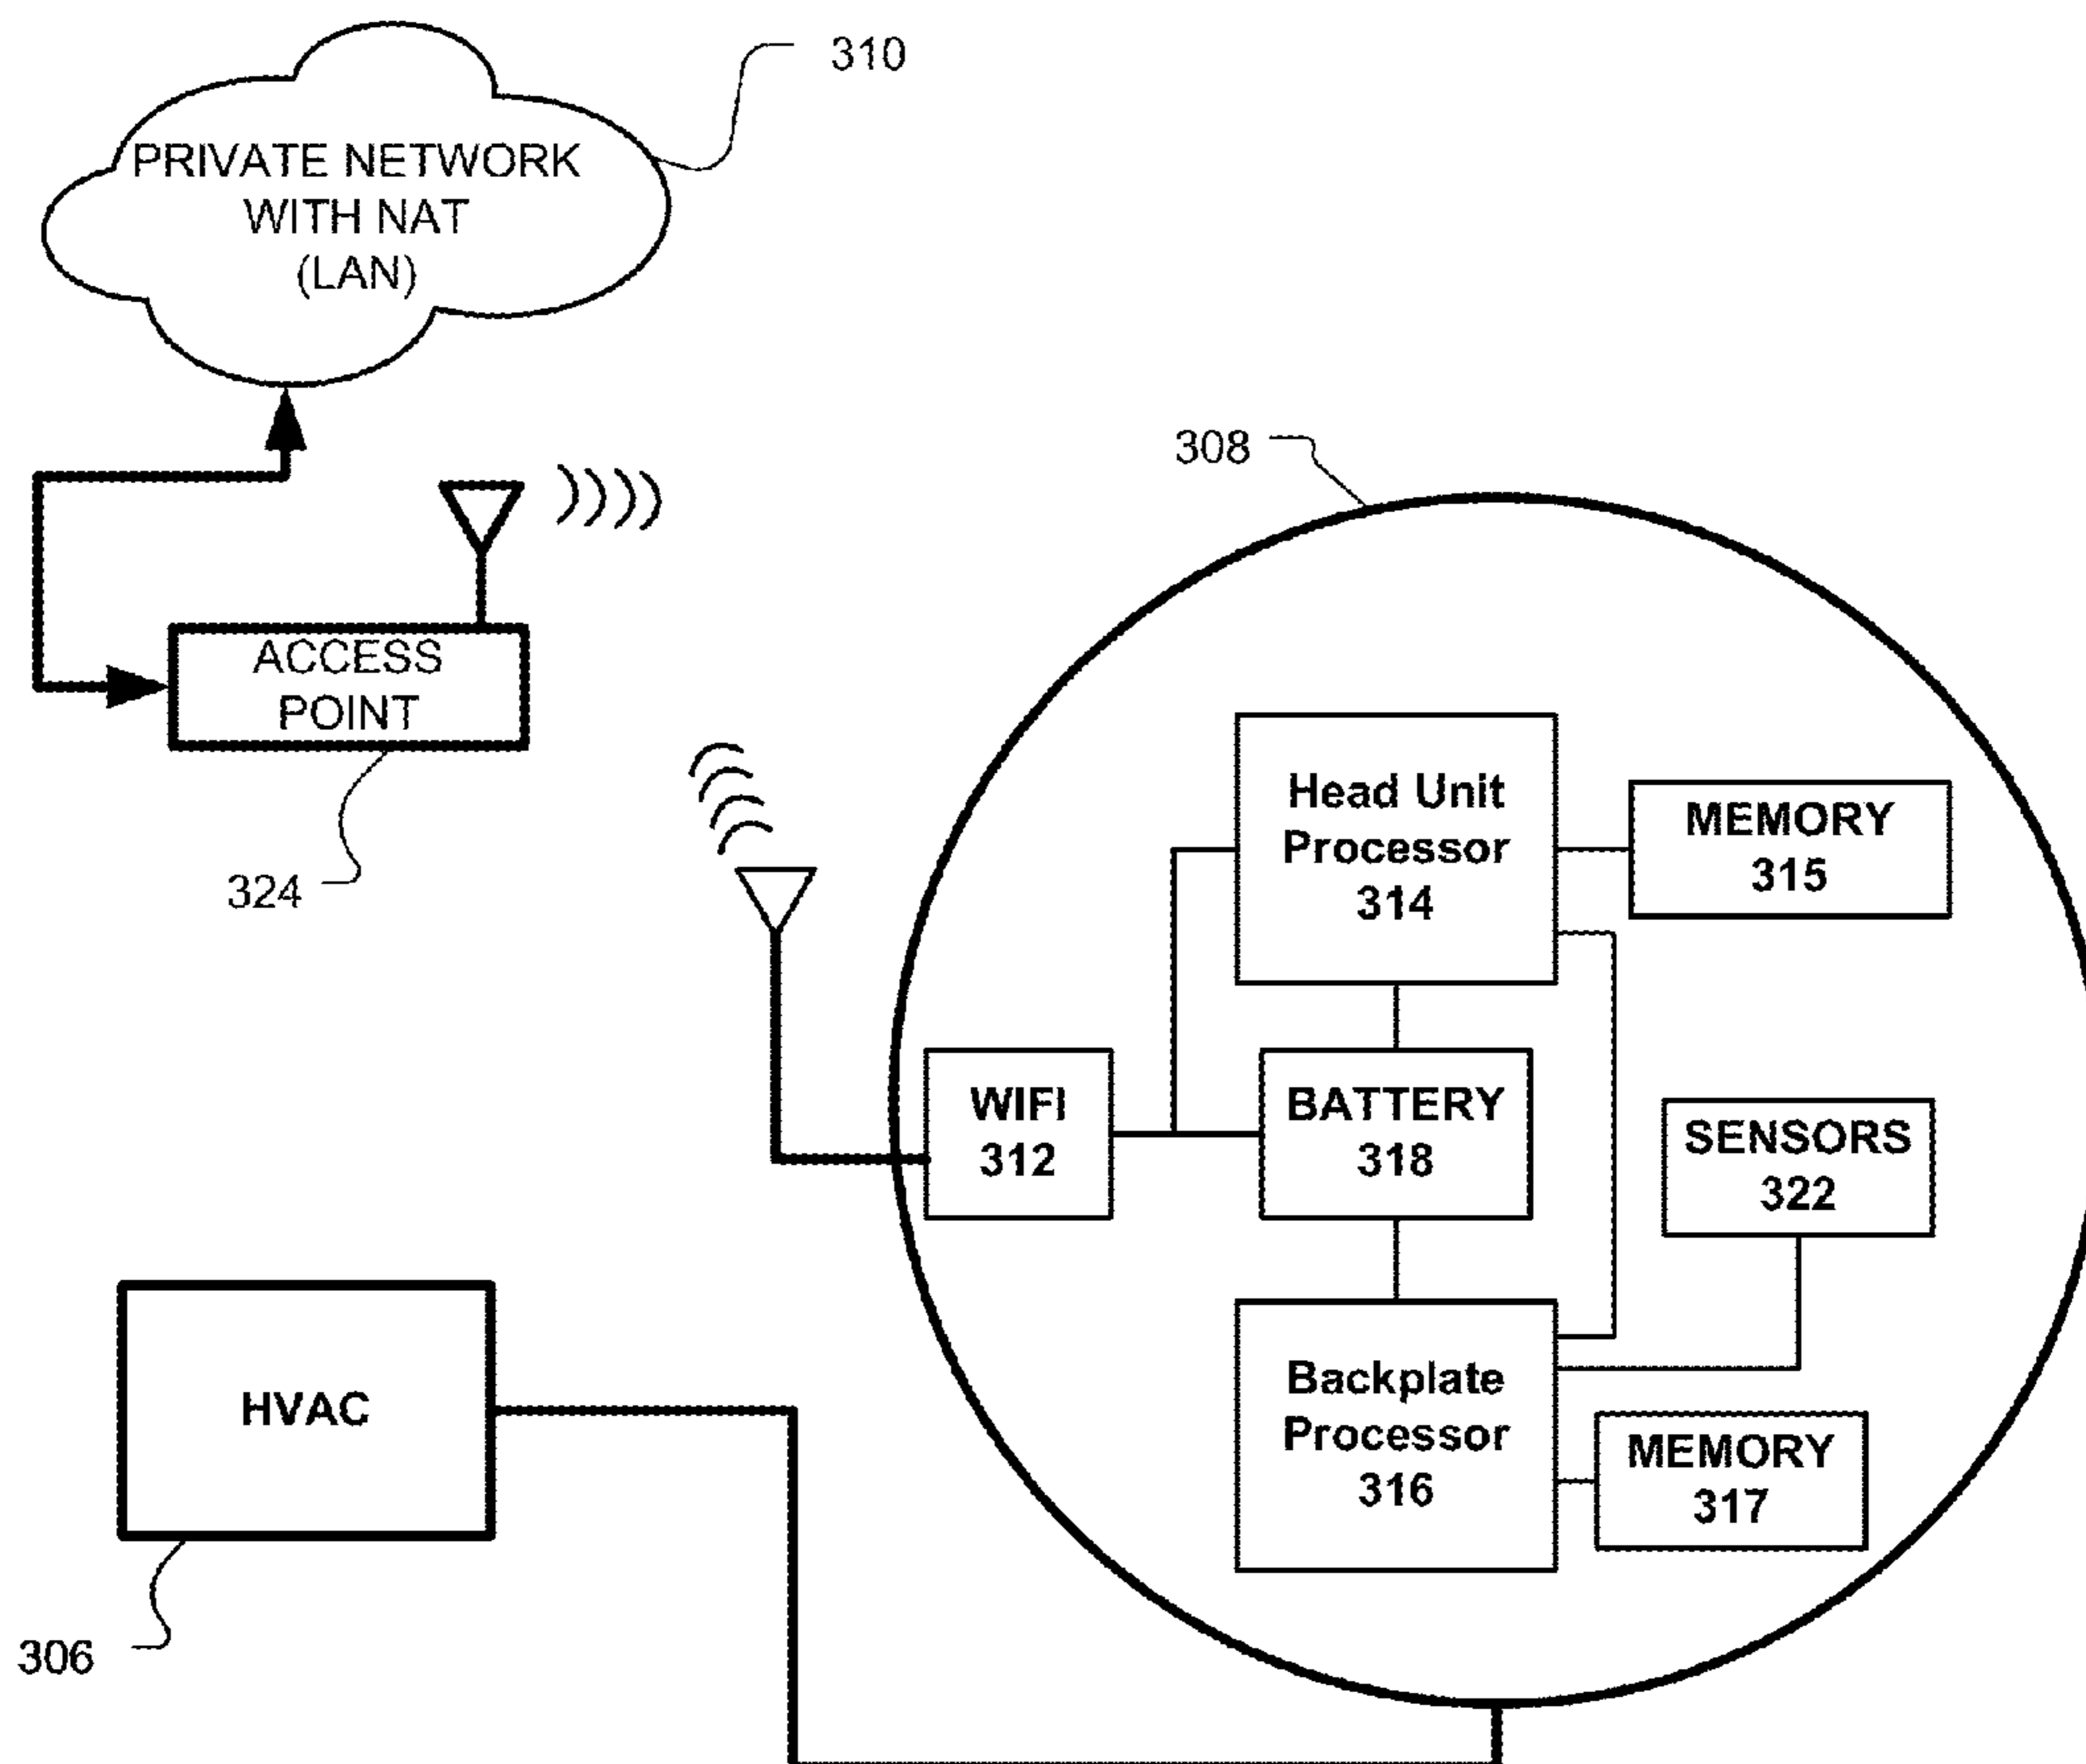 310
PRIVATE NETWORK
WITH NAT
(LAN)
308
ACCESS
POINT
324
Head Unit
Processor
314
MEMORY
315
WIFI
312
BATTERY
318
SENSORS
322
HVAC
306
Backplate
Processor
316
MEMORY
317